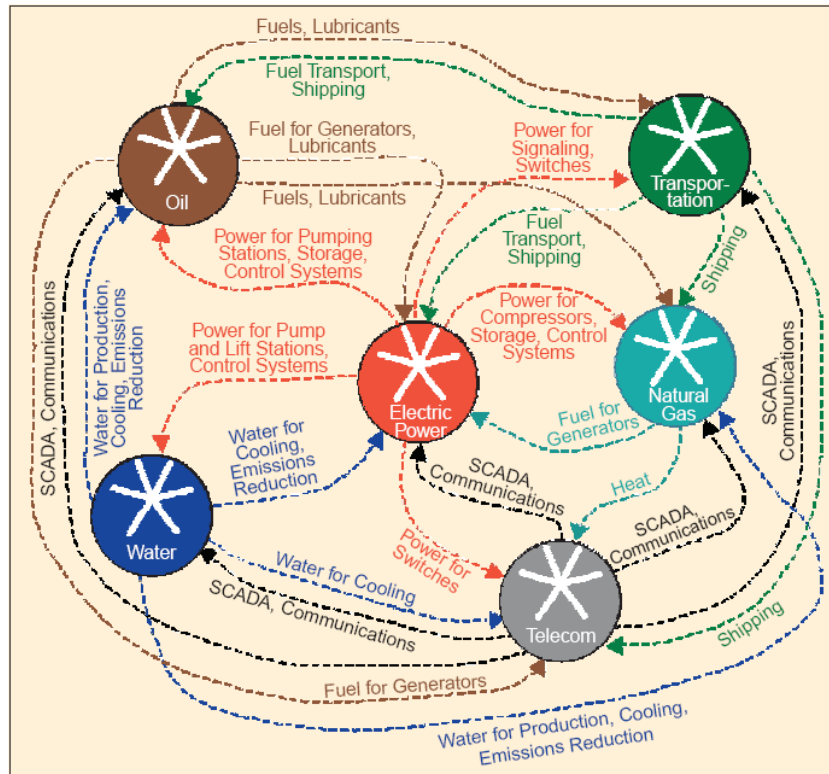 Fuels, Lubricants
Fuel Transport,
Shipping
Fuel for Generators,
Lubricants
Power for
Signaling,
Switches
Oil
Transpor-
tation
Fuels, Lubricants
Fuel
Transport,
Shipping
Shipping
Power for Pumping
Stations, Storage,
Control Systems
Power for
Compressors,
Storage, Control
Systems
Power for Pump
and Lift Stations,
Control Systems
SCADA, Communications
Water for Production,
Cooling, Emissions
Reduction
SCADA,
Communications
Natural
Gas
Electric
Power
Fuel for
Generators
Water for
Cooling,
Emissions
Reduction
SCADA,
Communications
Heat
SCADA,
Communications
Water
Power for
Switches
Water for Cooling
SCADA, Communications
Telecom
Shipping
Fuel for Generators
Water for Production, Cooling,
Emissions Reduction